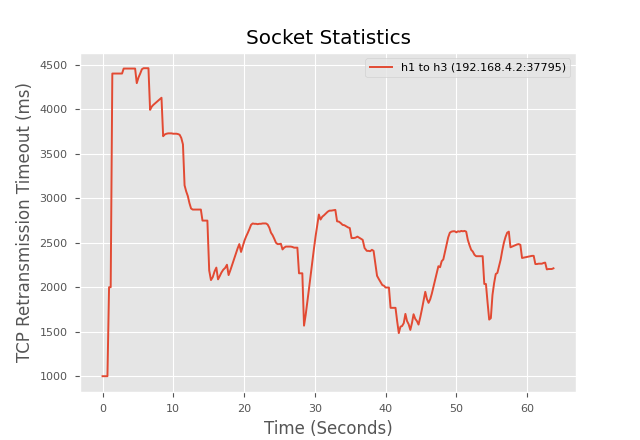 Socket Statistics
h1 to h3 (192.168.4.2:37795)
TCP Retransmission Timeout (ms)
4500
4000
3500
3000
2500
2000
1500
1000
0 10 20 30 40 50 60
Time (Seconds)